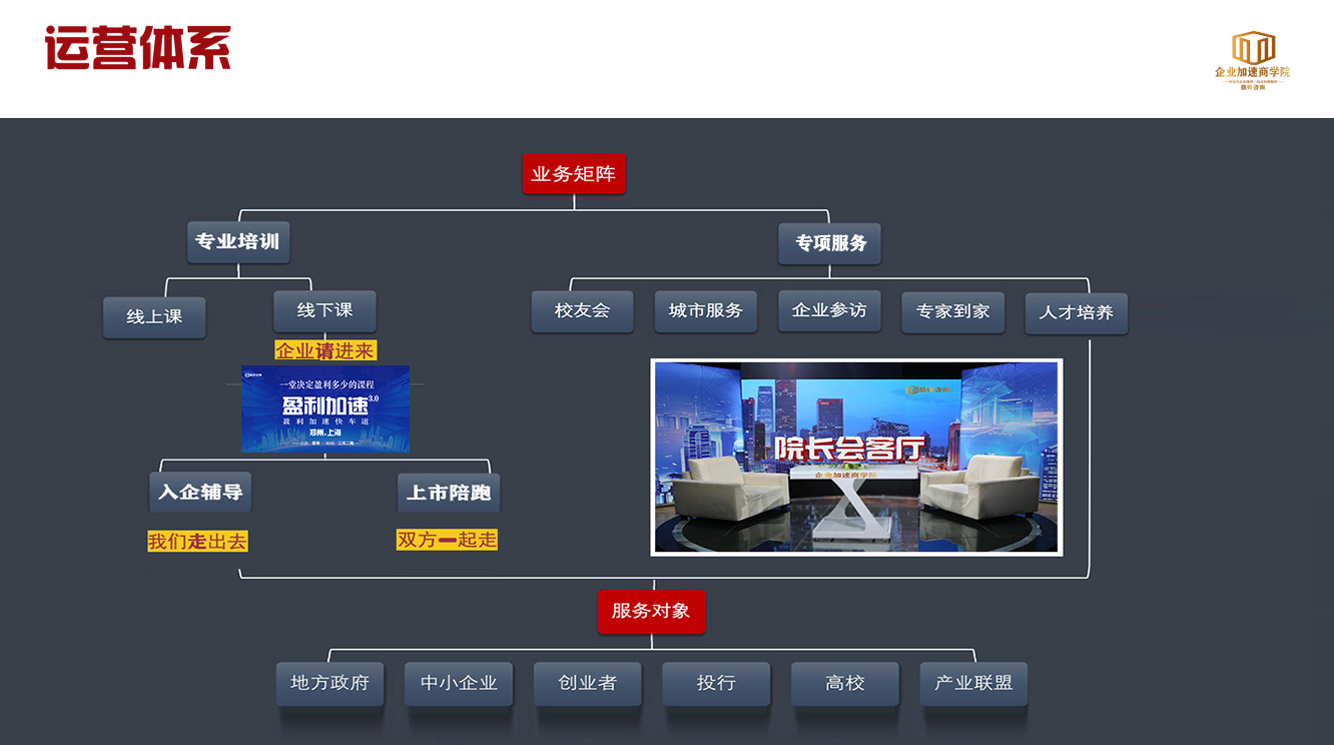 运营体系
企业加速商学院
业务矩阵
专业培训
专项服务
线上课
线下课
校友会
城市服务
企业参访
专家到家
人才培养
企业请进来
一堂决定盈利多少的课程
盈利加速3.0
盈利加速快车道
郑州·上海
院长会客厅
企业加速商学院
入企辅导
上市陪跑
我们走出去
双方一起走
服务对象
地方政府
中小企业
创业者
投行
高校
产业联盟